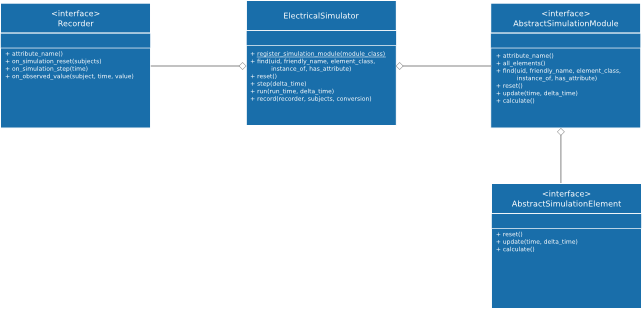 <interface>
Recorder
+ attribute_name()
+ on_simulation_reset(subjects)
+ on_simulation_step(time)
+ on_observed_value(subject, time, value)
ElectricalSimulator
+ register_simulation_module(module_class)
+ find(uid, friendly_name, element_class,
instance_of, has_attribute)
+ reset()
+ step(delta_time)
+ run(run_time, delta_time)
+ record(recorder, subjects, conversion)
<interface>
AbstractSimulationModule
+ attribute_name()
+ all_elements()
+ find(uid, friendly_name, element_class,
instance_of, has_attribute)
+ reset()
+ update(time, delta_time)
+ calculate()
<interface>
AbstractSimulationElement
+ reset()
+ update(time, delta_time)
+ calculate()